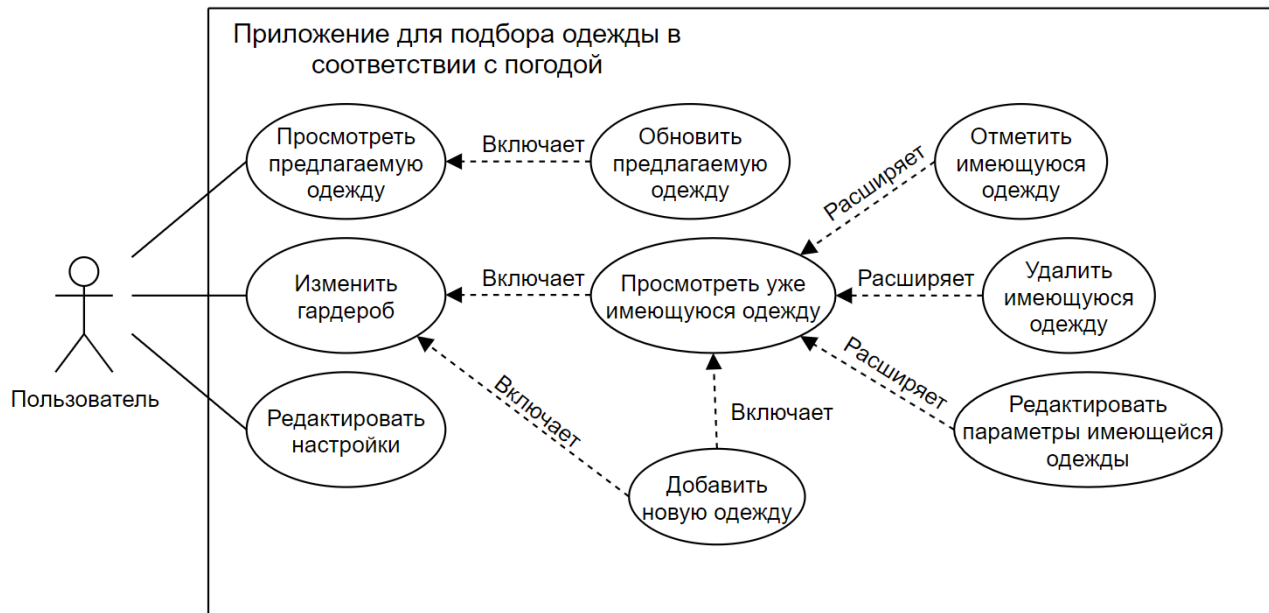 Приложение для подбора одежды в
соответствии с погодой
Просмотреть
предлагаемую
одежду
Включает
Обновить
предлагаемую
одежду
Расширяет
Отметить
имеющуюся
одежду
Изменить
гардероб
Включает
Просмотреть уже
имеющуюся одежду
Расширяет
Удалить
имеющуюся
одежду
Пользователь
Редактировать
настройки
Включает
Включает
Расширяет
Редактировать
параметры имеющейся
одежды
Добавить
новую одежду